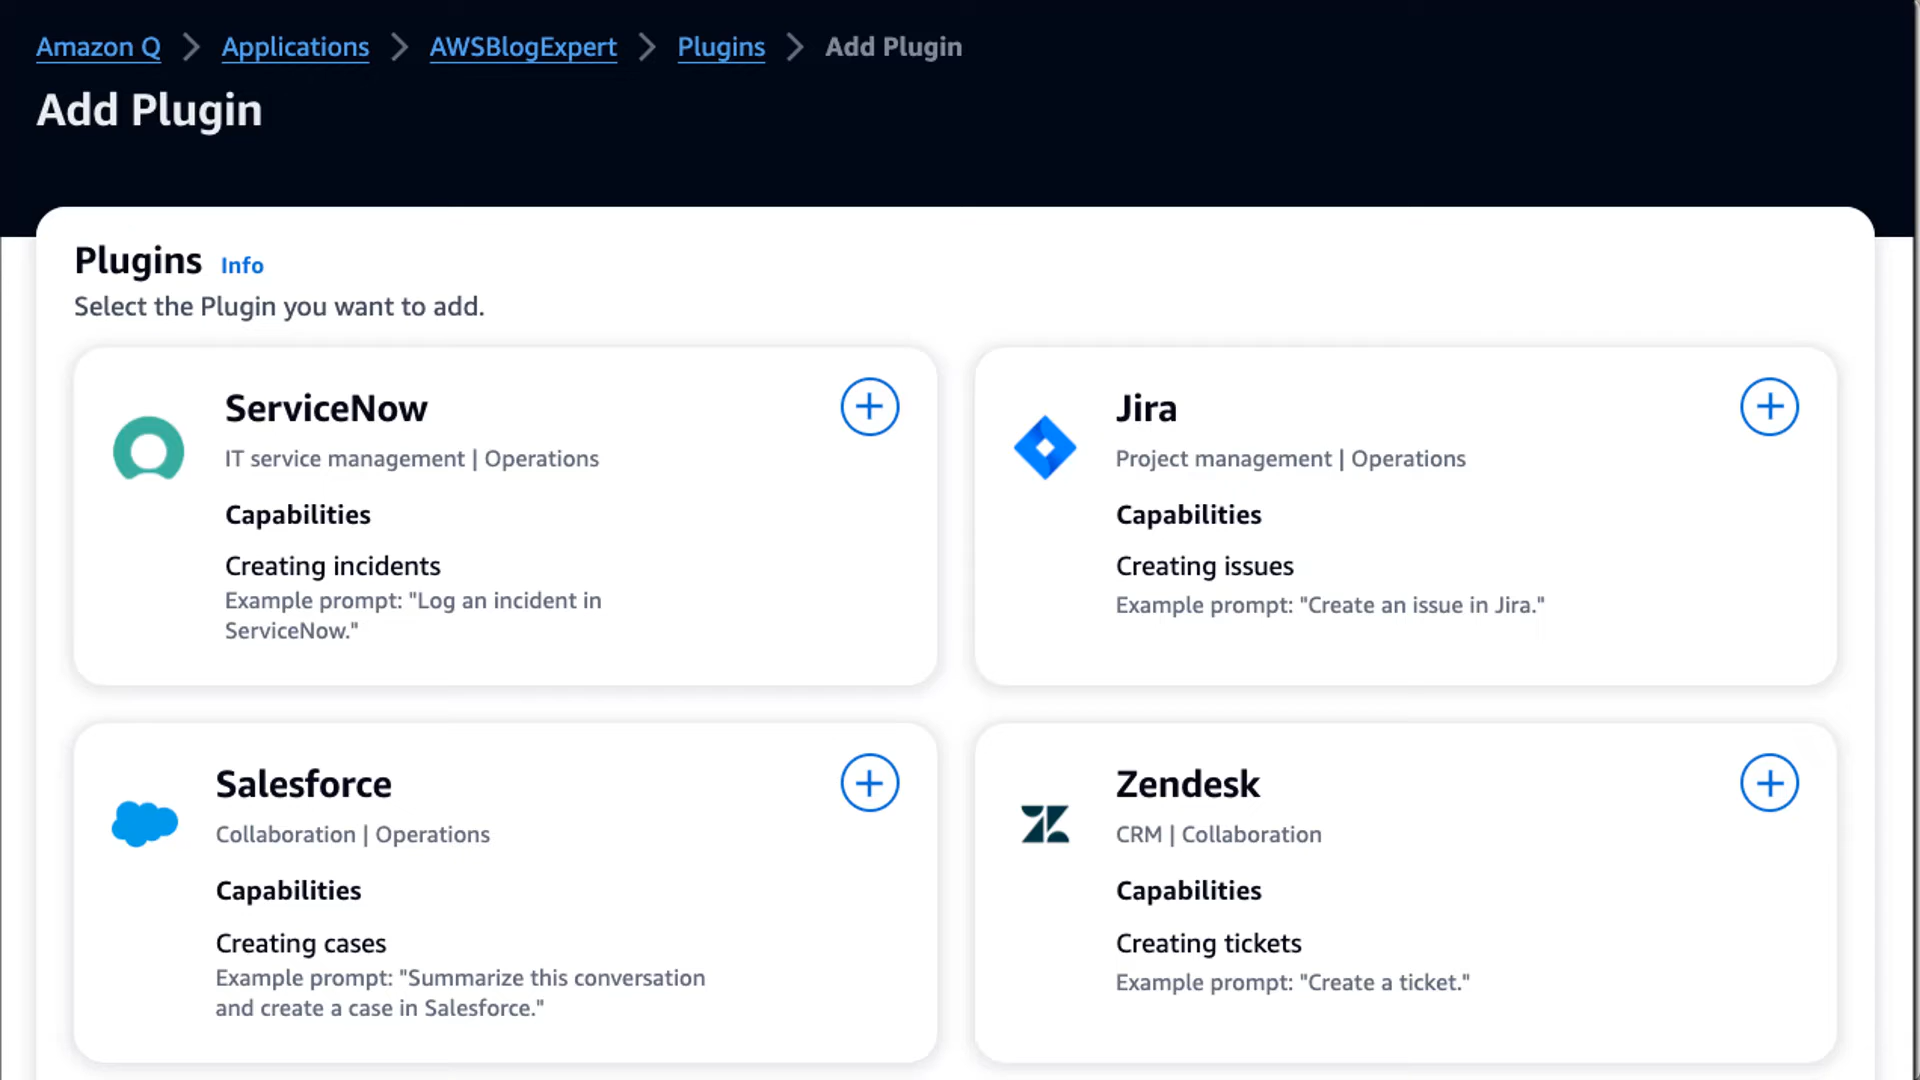 Amazon Q > Applications > AWSBlogExpert > Plugins > Add Plugin
Add Plugin
Plugins Info
Select the Plugin you want to add.
ServiceNow
IT service management | Operations
Capabilities
Creating incidents
Example prompt: "Log an incident in
ServiceNow."
Jira
Project management | Operations
Capabilities
Creating issues
Example prompt: "Create an issue in Jira."
Salesforce
Collaboration | Operations
Capabilities
Creating cases
Example prompt: "Summarize this conversation
and create a case in Salesforce."
Zendesk
CRM | Collaboration
Capabilities
Creating tickets
Example prompt: "Create a ticket."